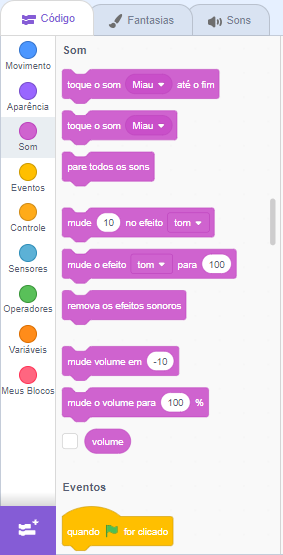 Código Fantasias Sons
Movimento
Aparência
Som
Eventos
Controle
Sensores
Operadores
Variáveis
Meus Blocos
Som
toque o som Miau até o fim
toque o som Miau
pare todos os sons
mude 10 no efeito tom
mude o efeito tom para 100
remova os efeitos sonoros
mude volume em -10
mude o volume para 100 %
volume
Eventos
quando for clicado